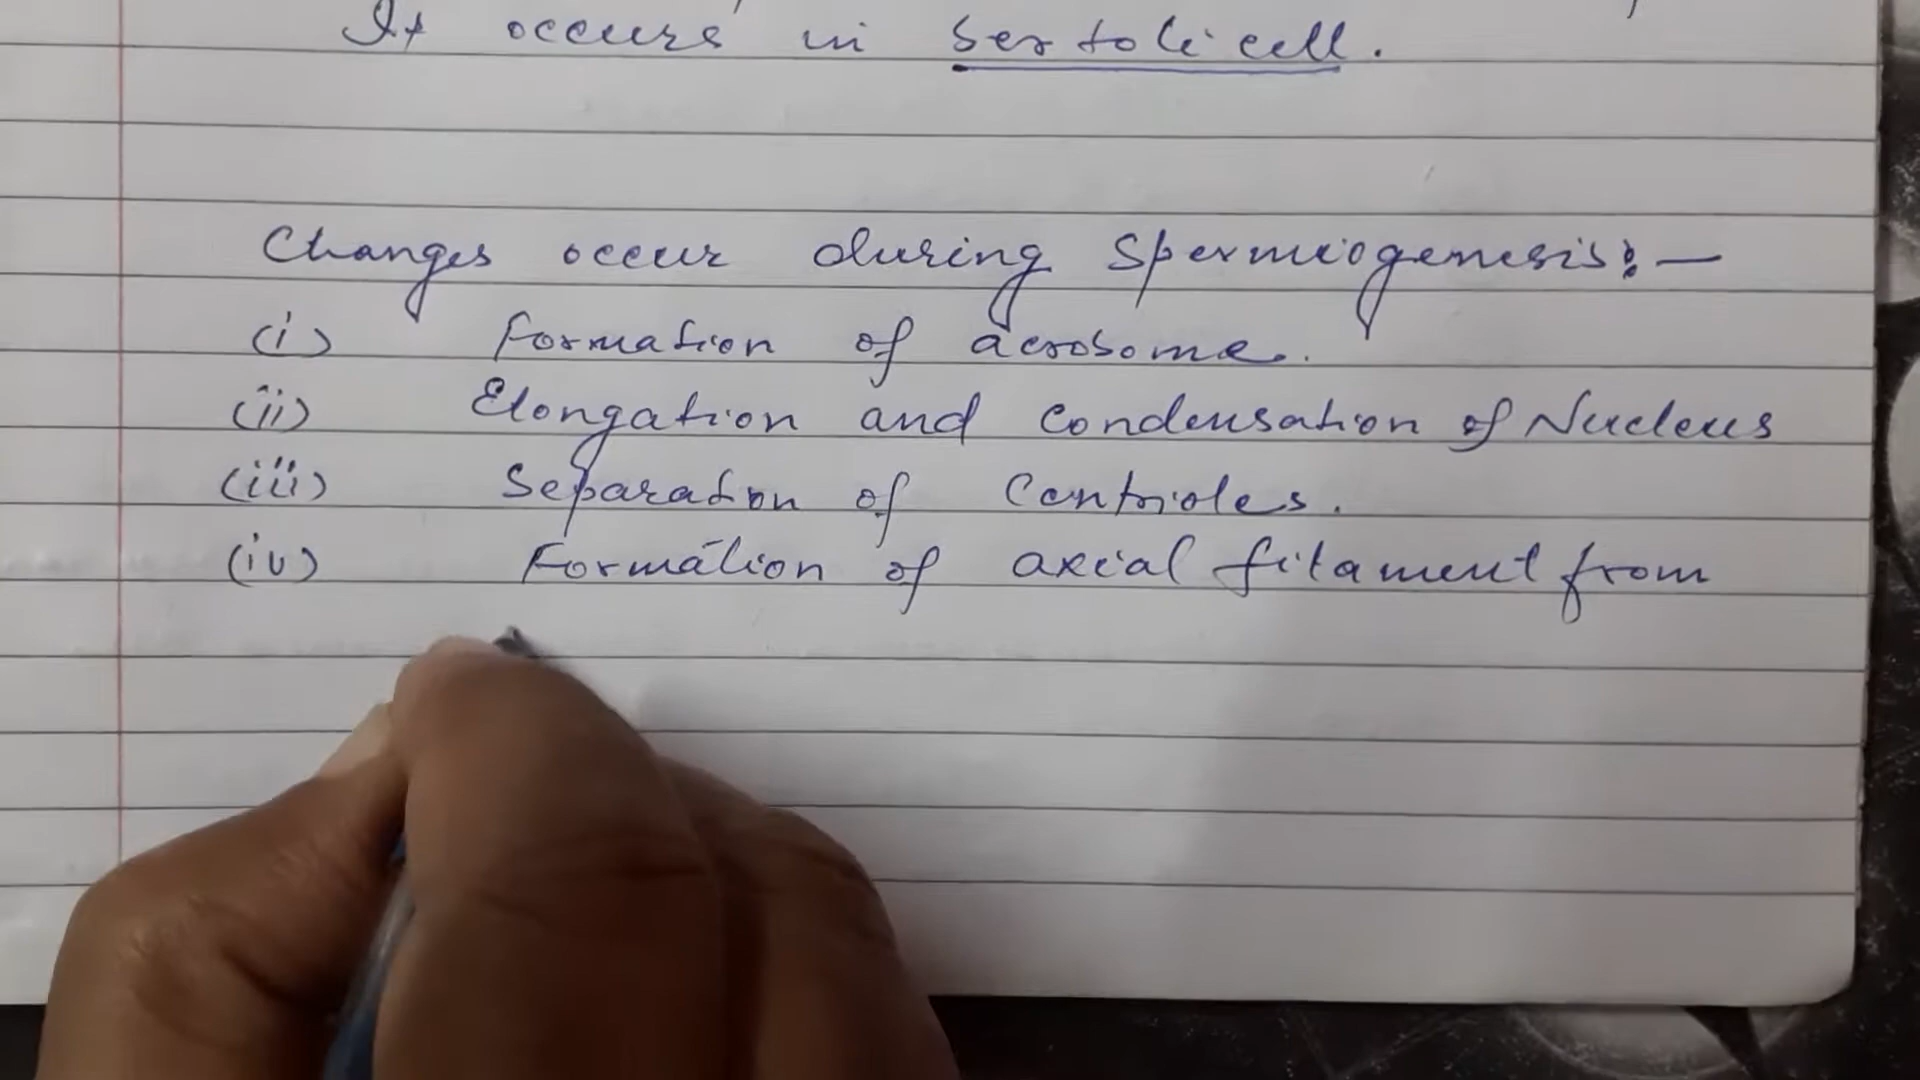 It occurs in Sertoli cell.
Changes occur during Spermiogenesis:—
(i) Formation of acrosome.
(ii) Elongation and Condensation of Nucleus
(iii) Separation of Centrioles.
(iv) Formation of axial filament from